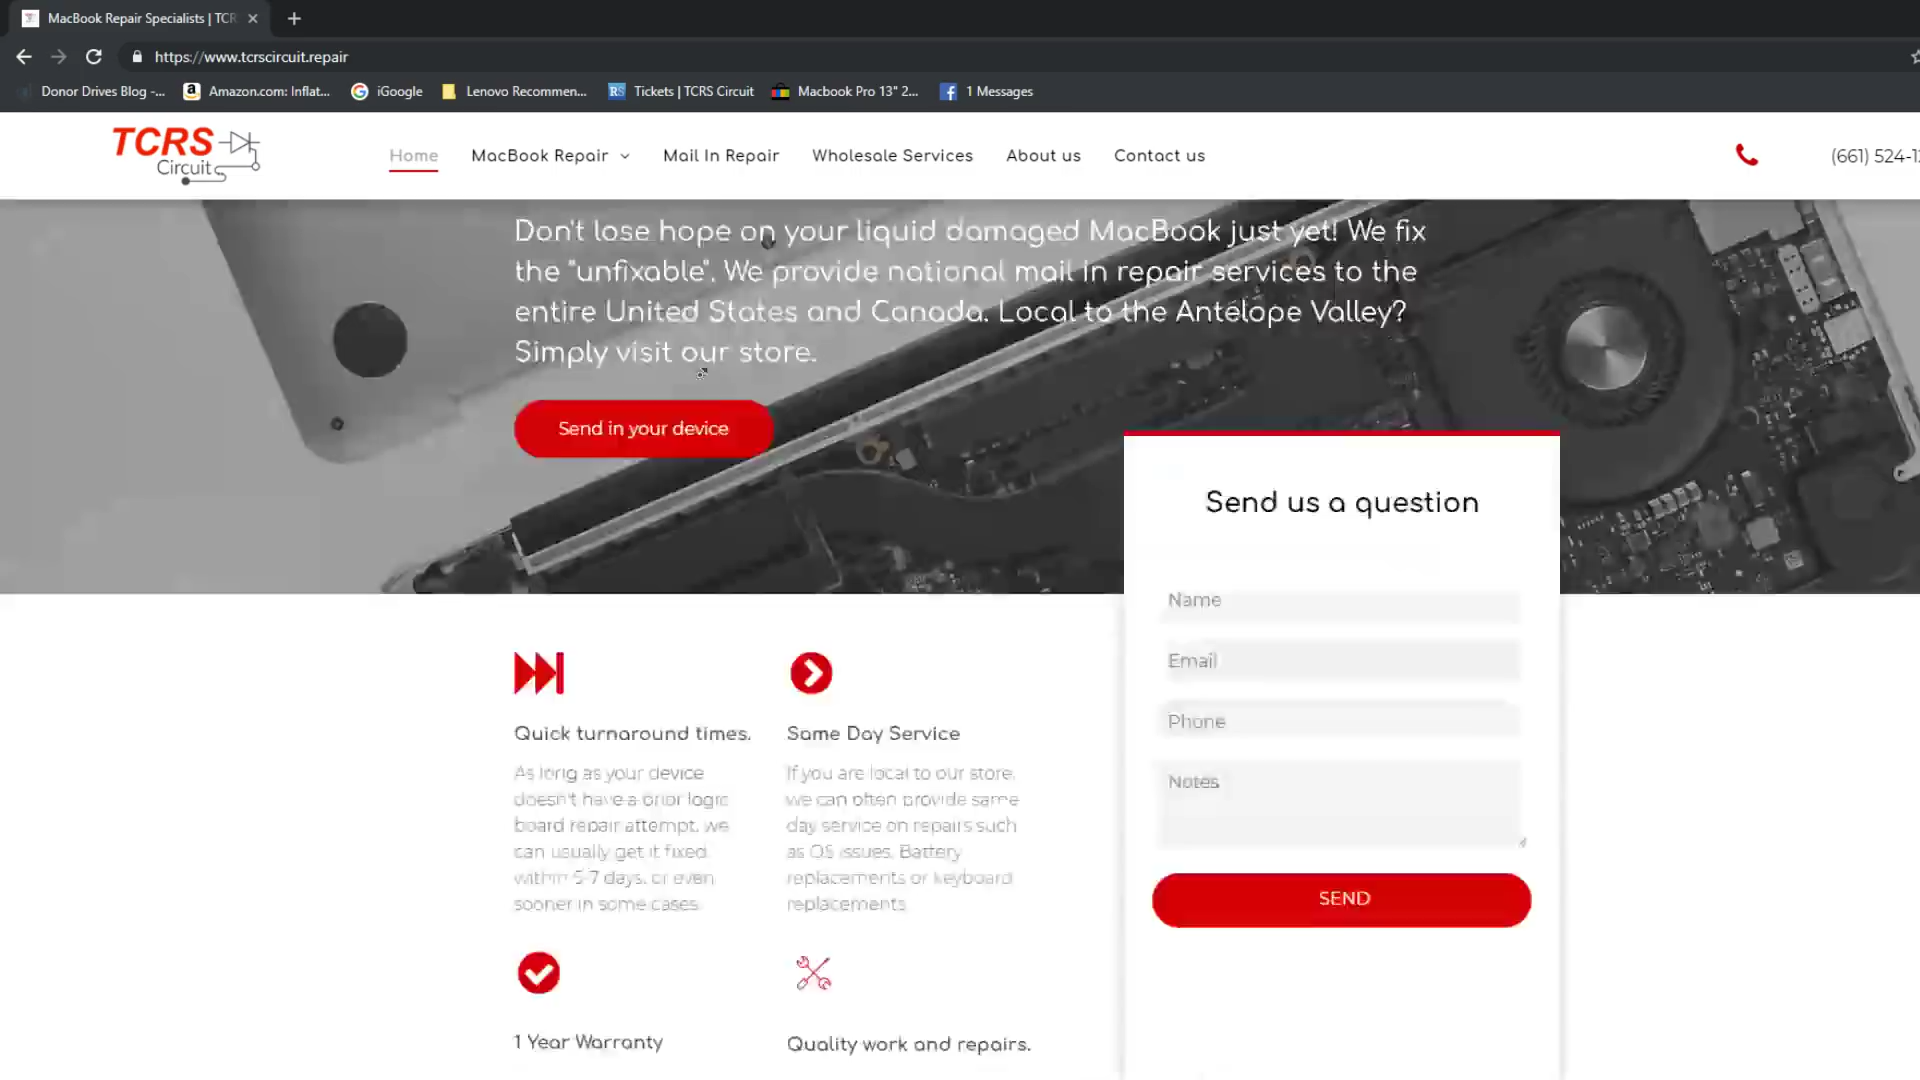 MacBook Repair Specialists | TCR
https://www.tcrscircuit.repair
Donor Drives Blog -... Amazon.com: Inflat... iGoogle Lenovo Recommen... RS Tickets | TCRS Circuit Macbook Pro 13" 2... 1 Messages
TCRS
Circuit
Home MacBook Repair Mail In Repair Wholesale Services About us Contact us (661) 524-12
Don't lose hope on your liquid damaged MacBook just yet! We fix
the "unfixable". We provide national mail in repair services to the
entire United States and Canada. Local to the Antelope Valley?
Simply visit our store.
Send in your device
Send us a question
Name
Email
Phone
Notes
SEND
Quick turnaround times.
As long as your device
doesn't have a prior logic
board repair attempt, we
can usually get it fixed
within 5-7 days, or even
sooner in some cases.
Same Day Service
If you are local to our store,
we can often provide same
day service on repairs such
as OS issues, Battery
replacements or keyboard
replacements
1 Year Warranty
Quality work and repairs.